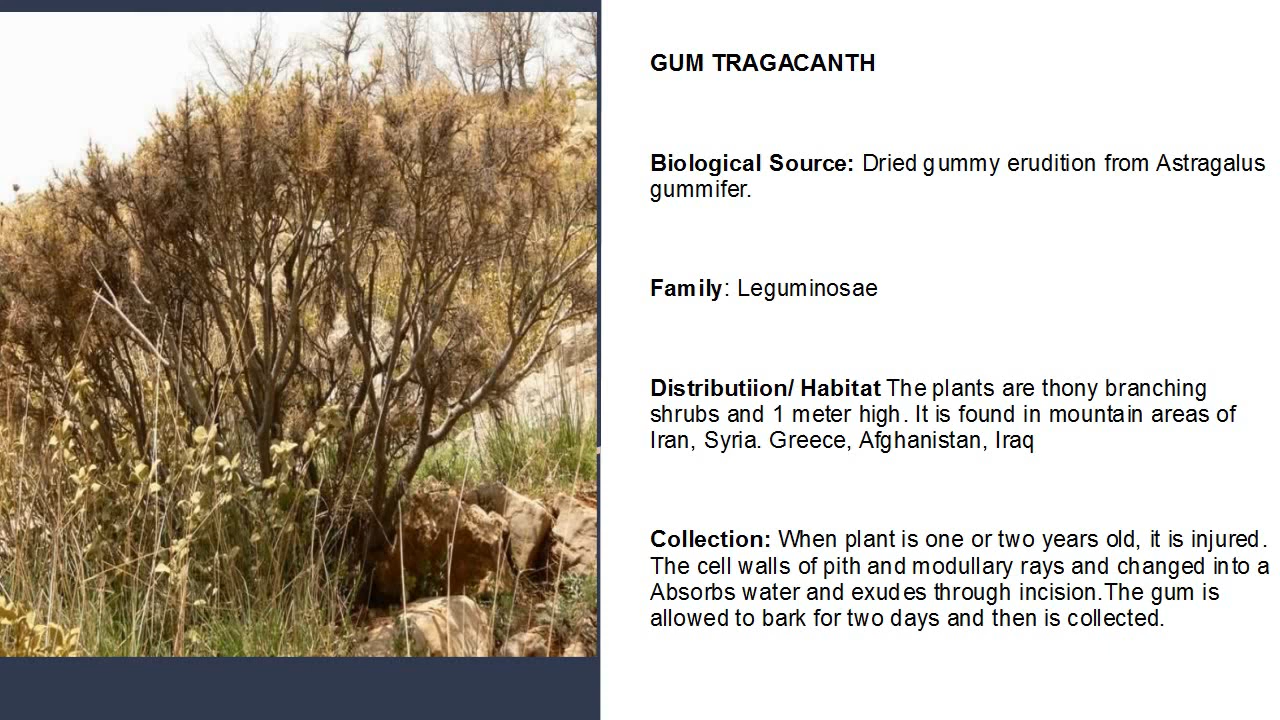 GUM TRAGACANTH
Biological Source: Dried gummy erudition from Astragalus
gummifer.
Family: Leguminosae
Distributiion/ Habitat The plants are thony branching
shrubs and 1 meter high. It is found in mountain areas of
Iran, Syria. Greece, Afghanistan, Iraq
Collection: When plant is one or two years old, it is injured.
The cell walls of pith and modullary rays and changed into a
Absorbs water and exudes through incision.The gum is
allowed to bark for two days and then is collected.